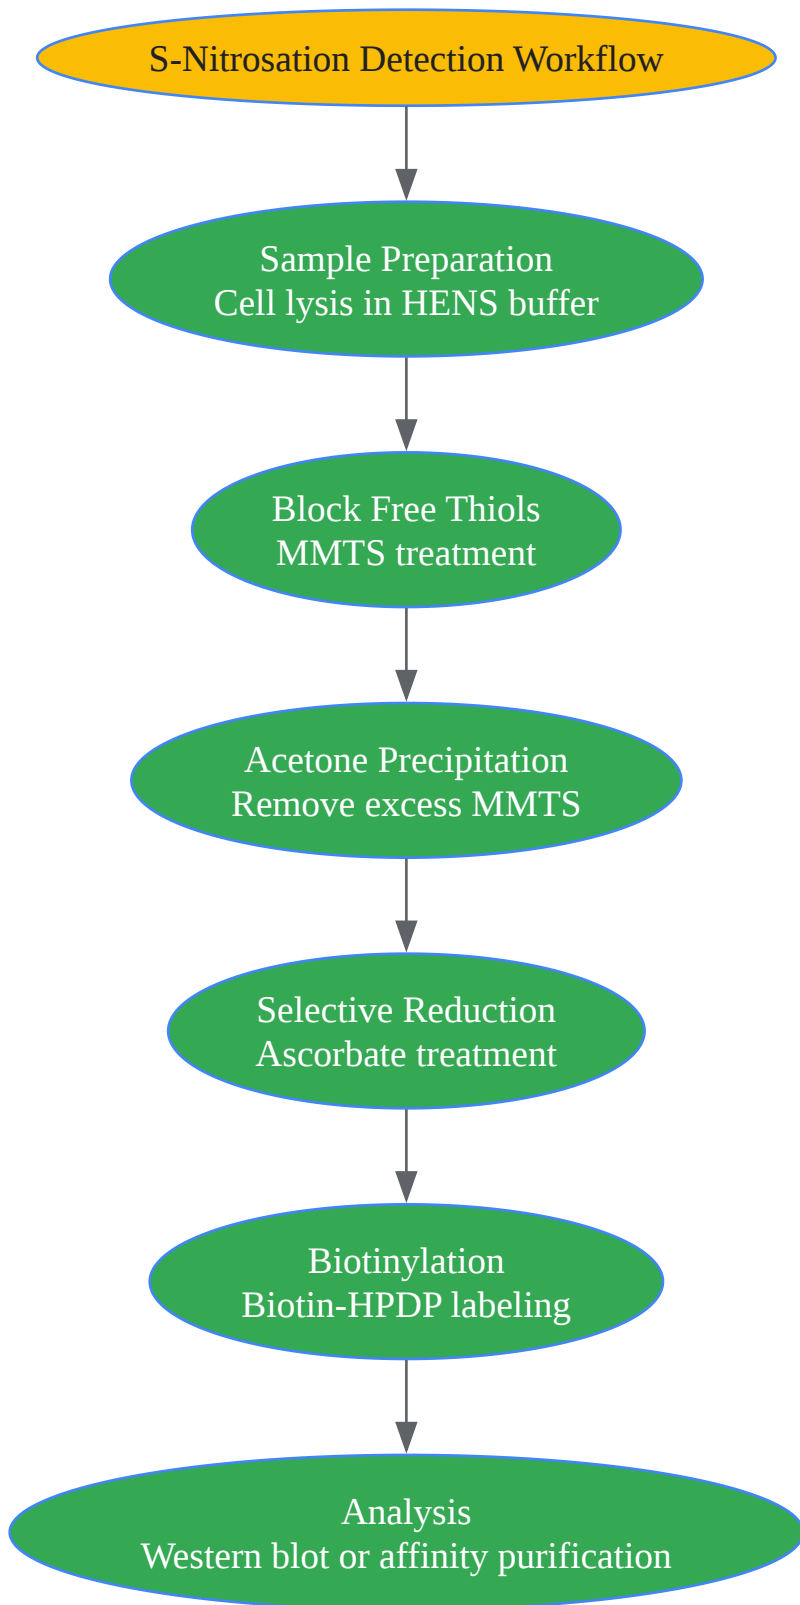 S-Nitrosation Detection Workflow
Sample Preparation
Cell lysis in HENS buffer
Block Free Thiols
MMTS treatment
Acetone Precipitation
Remove excess MMTS
Selective Reduction
Ascorbate treatment
Biotinylation
Biotin-HPDP labeling
Analysis
Western blot or affinity purification